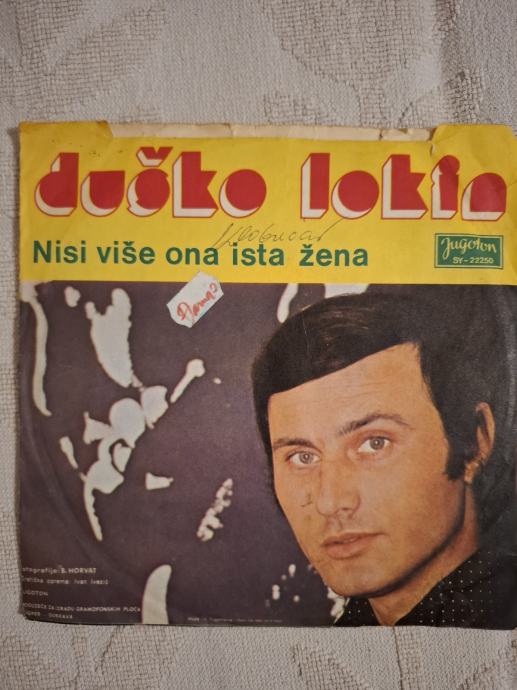 duško lokin
Nisi više ona ista žena
Jugoton
SY-22250
Fotografija: B. HORVAT
Grafička oprema: Ivan Ivezić
JUGOTON
ZA IZRADU GRAMOFONSKIH PLOČA
DUBRAVA